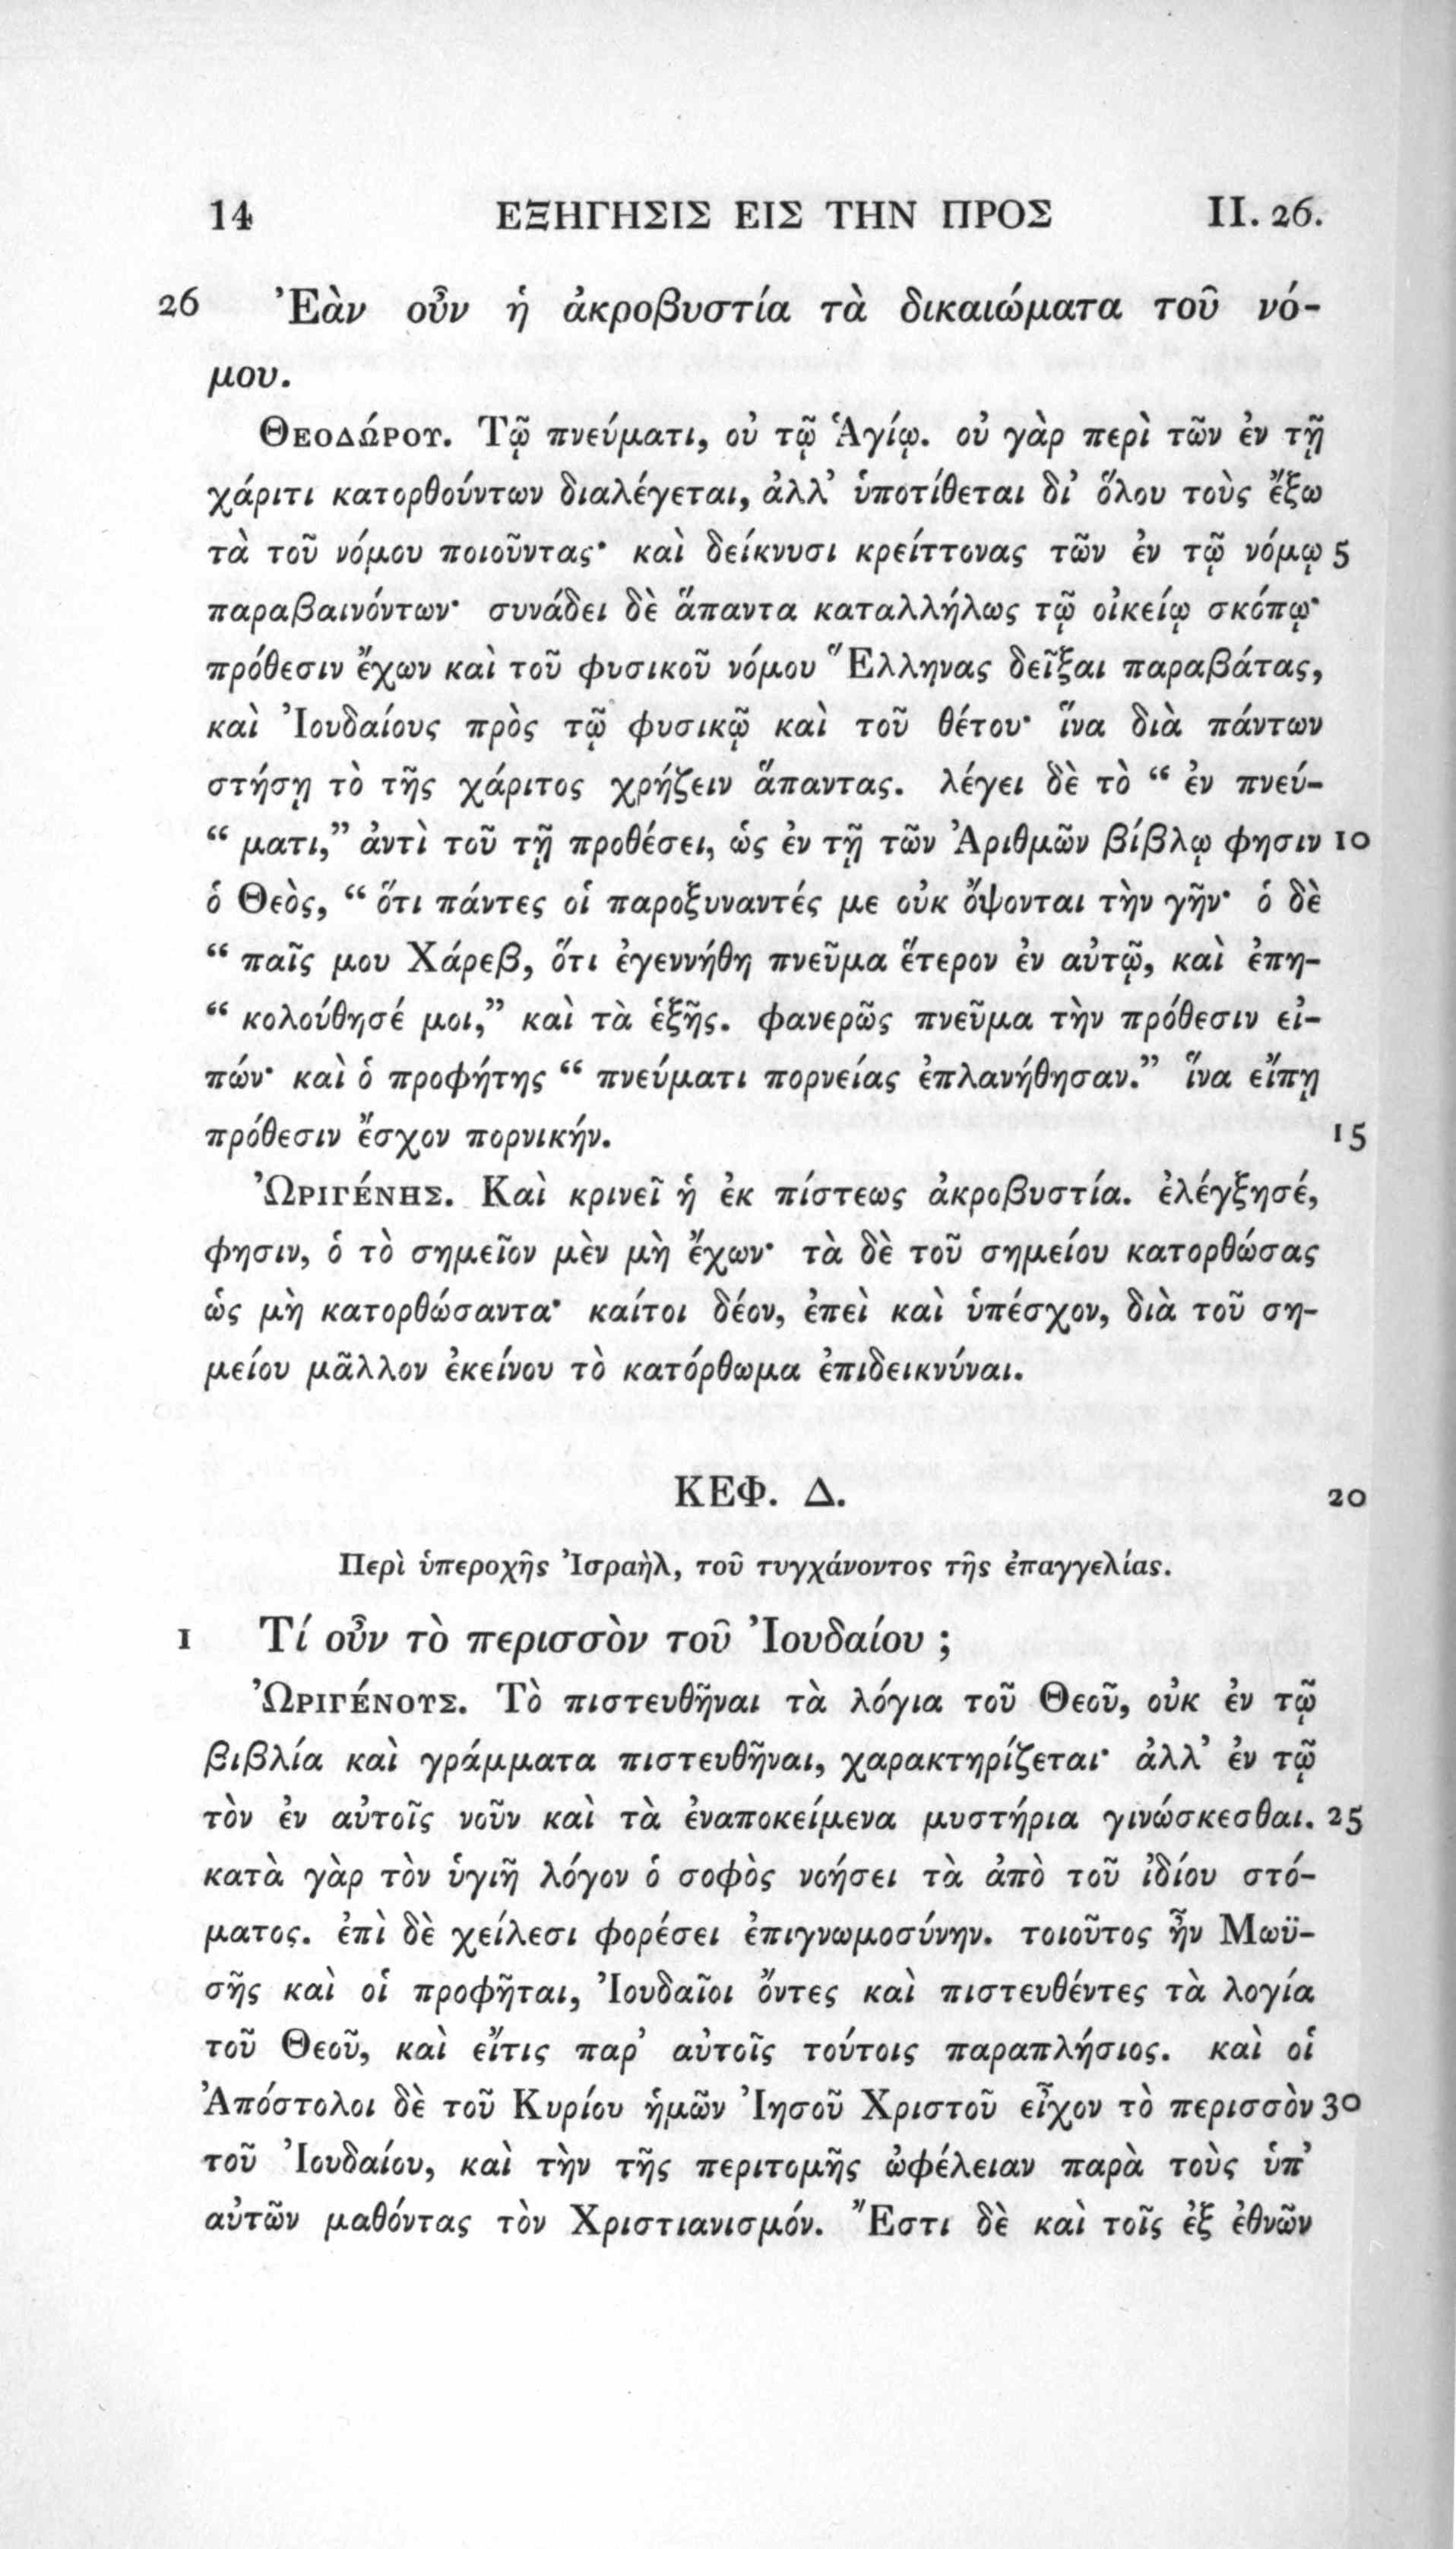 14 ΕΞΗΓΗΣΙΣ ΕΙΣ ΤΗΝ ΠΡΟΣ II. 26.
26 Ἐὰν οὖν ἡ ἀκροβυστία τὰ δικαιώματα τοῦ νό-
μου.
Θεοδώρου. Τῷ πνεύματι, οὐ τῷ Ἁγίῳ. οὐ γὰρ περὶ τῶν ἐν τῇ
χάριτι κατορθούντων διαλέγεται, ἀλλ’ ὑποτίθεται δι’ ὅλου τοὺς ἔξω
τὰ τοῦ νόμου ποιοῦντας· καὶ δείκνυσι κρείττονας τῶν ἐν τῷ νόμῳ 5
παραβαινόντων· συνάδει δὲ ἅπαντα καταλλήλως τῷ οἰκείῳ σκόπῳ·
πρόθεσιν ἔχων καὶ τοῦ φυσικοῦ νόμου Ἕλληνας δεῖξαι παραβάτας,
καὶ Ἰουδαίους πρὸς τῷ φυσικῷ καὶ τοῦ θέτου· ἵνα διὰ πάντων
στήσῃ τὸ τῆς χάριτος χρῄζειν ἅπαντας. λέγει δὲ τὸ “ ἐν πνεύ-
“ ματι,” ἀντὶ τοῦ τῇ προθέσει, ὡς ἐν τῇ τῶν Ἀριθμῶν βίβλῳ φησιν 10
ὁ Θεὸς, “ ὅτι πάντες οἱ παροξυναντές με οὐκ ὄψονται τὴν γῆν· ὁ δὲ
“ παῖς μου Χάρεβ, ὅτι ἐγεννήθη πνεῦμα ἕτερον ἐν αὐτῷ, καὶ ἐπη-
“ κολούθησέ μοι,” καὶ τὰ ἑξῆς. φανερῶς πνεῦμα τὴν πρόθεσιν εἰ-
πών· καὶ ὁ προφήτης “ πνεύματι πορνείας ἐπλανήθησαν.” ἵνα εἴπῃ
πρόθεσιν ἔσχον πορνικήν. 15
Ὠριγένης. Καὶ κρινεῖ ἡ ἐκ πίστεως ἀκροβυστία. ἐλέγξησέ,
φησιν, ὁ τὸ σημεῖον μὲν μὴ ἔχων· τὰ δὲ τοῦ σημείου κατορθώσας
ὡς μὴ κατορθώσαντα· καίτοι δέον, ἐπεὶ καὶ ὑπέσχον, διὰ τοῦ ση-
μείου μᾶλλον ἐκείνου τὸ κατόρθωμα ἐπιδεικνύναι.
ΚΕΦ. Δ. 20
Περὶ ὑπεροχῆς Ἰσραὴλ, τοῦ τυγχάνοντος τῆς ἐπαγγελίας.
1 Τί οὖν τὸ περισσὸν τοῦ Ἰουδαίου ;
Ὠριγένους. Τὸ πιστευθῆναι τὰ λόγια τοῦ Θεοῦ, οὐκ ἐν τῷ
βιβλία καὶ γράμματα πιστευθῆναι, χαρακτηρίζεται· ἀλλ’ ἐν τῷ
τὸν ἐν αὐτοῖς νοῦν καὶ τὰ ἐναποκείμενα μυστήρια γινώσκεσθαι. 25
κατὰ γὰρ τὸν ὑγιῆ λόγον ὁ σοφὸς νοήσει τὰ ἀπὸ τοῦ ἰδίου στό-
ματος. ἐπὶ δὲ χείλεσι φορέσει ἐπιγνωμοσύνην. τοιοῦτος ἦν Μωϋ-
σῆς καὶ οἱ προφῆται, Ἰουδαῖοι ὄντες καὶ πιστευθέντες τὰ λογία
τοῦ Θεοῦ, καὶ εἴτις παρ’ αὐτοῖς τούτοις παραπλήσιος. καὶ οἱ
Ἀπόστολοι δὲ τοῦ Κυρίου ἡμῶν Ἰησοῦ Χριστοῦ εἶχον τὸ περισσὸν 30
τοῦ Ἰουδαίου, καὶ τὴν τῆς περιτομῆς ὠφέλειαν παρὰ τοὺς ὑπ’
αὐτῶν μαθόντας τὸν Χριστιανισμόν. Ἔστι δὲ καὶ τοῖς ἐξ ἐθνῶν